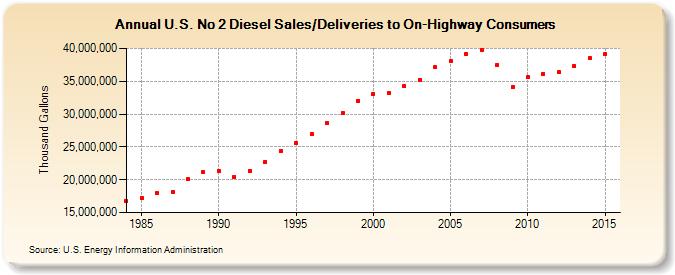 Annual U.S. No 2 Diesel Sales/Deliveries to On-Highway Consumers
Thousand Gallons
40,000,000
35,000,000
30,000,000
25,000,000
20,000,000
15,000,000
1985 1990 1995 2000 2005 2010 2015
Source: U.S. Energy Information Administration